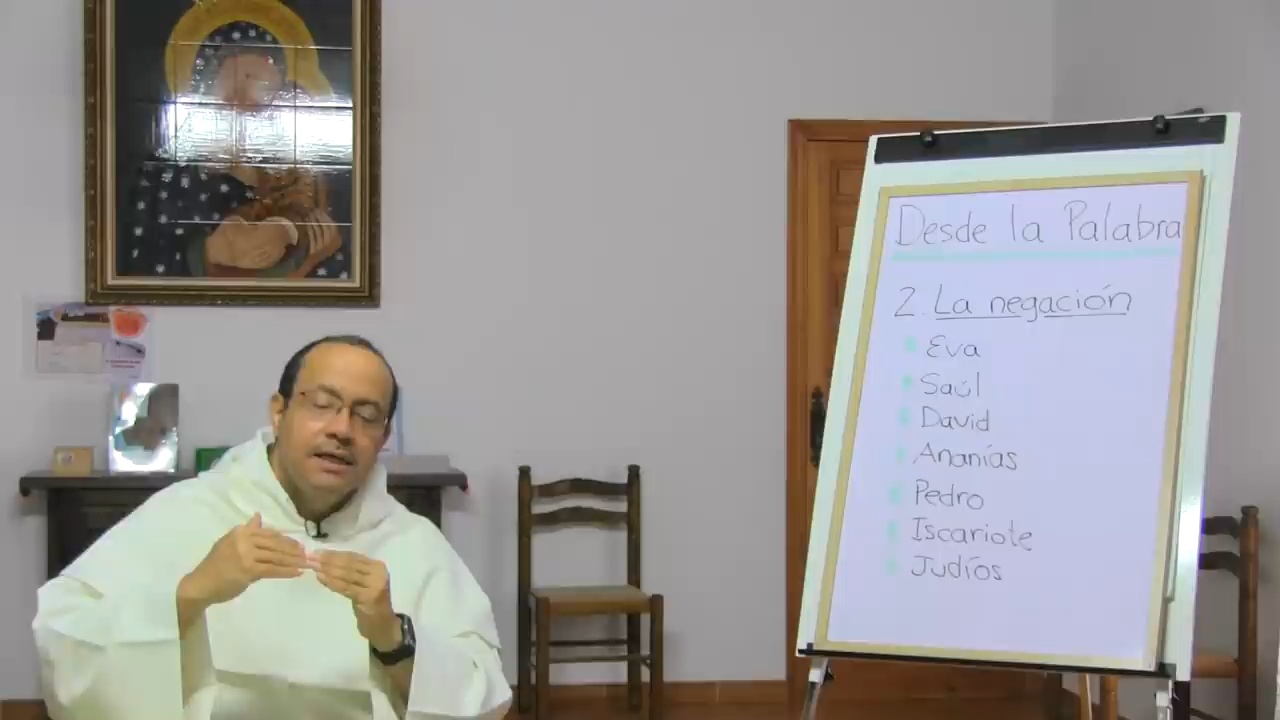 Desde la Palabra
2. La negación
Eva
Saúl
David
Ananías
Pedro
Iscariote
Judíos